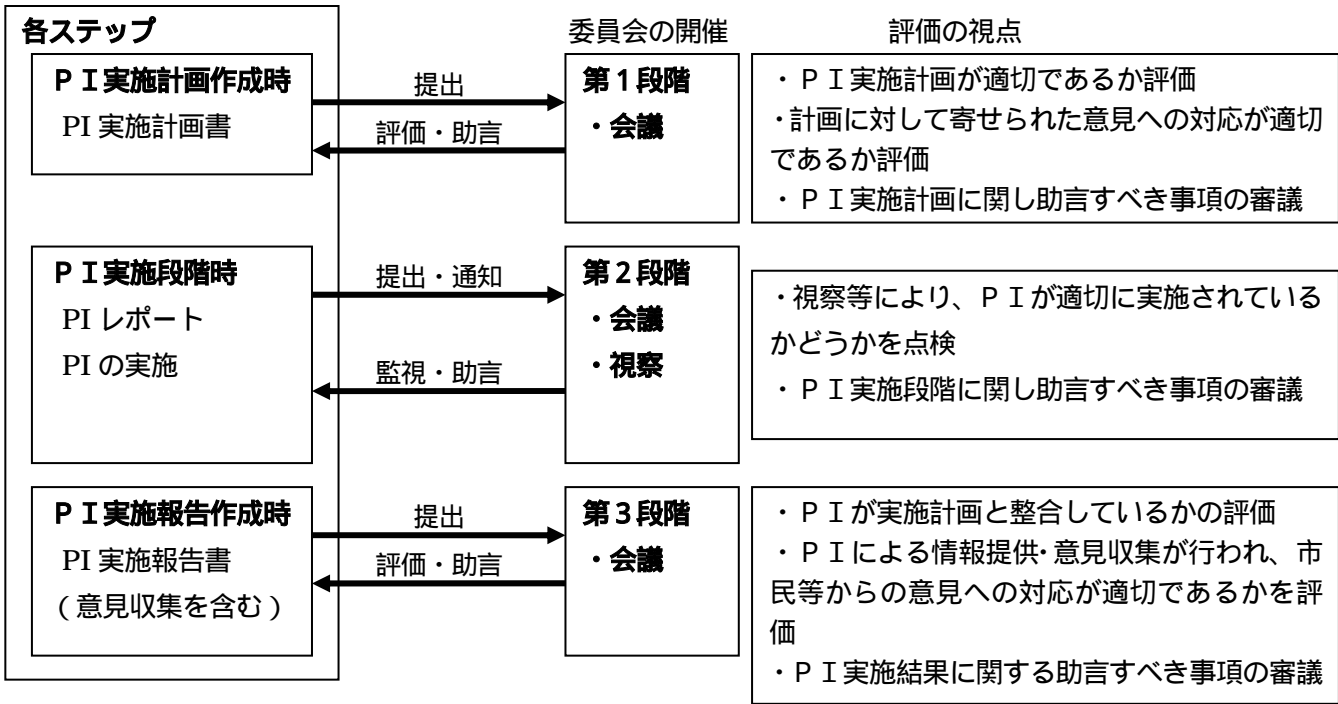 各ステップ
委員会の開催
評価の視点
ＰＩ実施計画作成時
PI 実施計画書
提出
評価・助言
第１段階
・会議
・ＰＩ実施計画が適切であるか評価
・計画に対して寄せられた意見への対応が適切
であるか評価
・ＰＩ実施計画に関し助言すべき事項の審議
ＰＩ実施段階時
PI レポート
PI の実施
提出・通知
監視・助言
第２段階
・会議
・視察
・視察等により、ＰＩが適切に実施されている
かどうかを点検
・ＰＩ実施段階に関し助言すべき事項の審議
ＰＩ実施報告作成時
PI 実施報告書
（意見収集を含む）
提出
評価・助言
第３段階
・会議
・ＰＩが実施計画と整合しているかの評価
・ＰＩによる情報提供・意見収集が行われ、市
民等からの意見への対応が適切であるかを評
価
・ＰＩ実施結果に関する助言すべき事項の審議